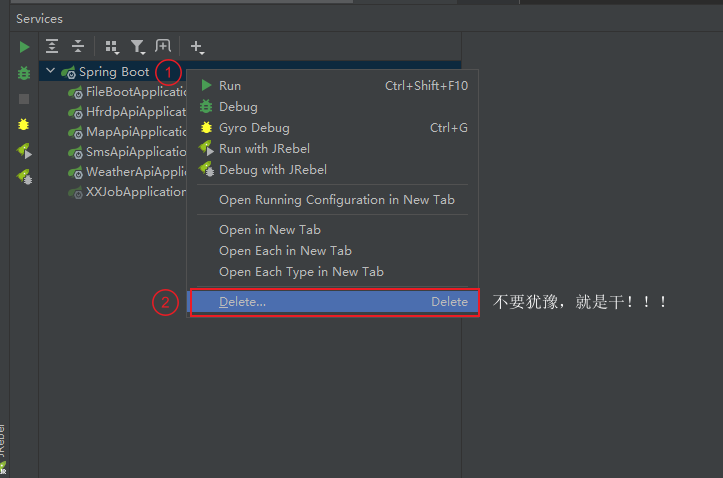 Services
Spring Boot
1
FileBootApplicatio
HfrdpApiApplicat
MapApiApplicatio
SmsApiApplication
WeatherApiApplic
XXJobApplication
Run Ctrl+Shift+F10
Debug
Gyro Debug Ctrl+G
Run with JRebel
Debug with JRebel
Open Running Configuration in New Tab
Open in New Tab
Open Each in New Tab
Open Each Type in New Tab
2
Delete... Delete
不要犹豫，就是干！！！
JRebel